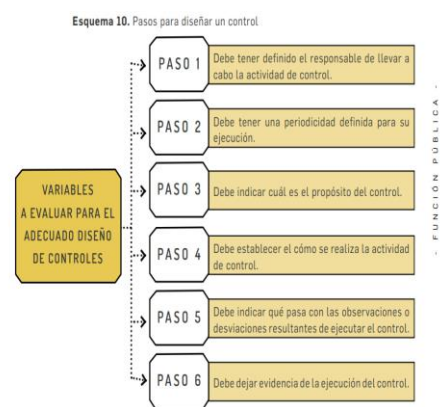 Esquema 10. Pasos para diseñar un control
VARIABLES
A EVALUAR PARA EL
ADECUADO DISEÑO
DE CONTROLES
PASO 1
Debe tener definido el responsable de llevar a
cabo la actividad de control.
PASO 2
Debe tener una periodicidad definida para su
ejecución.
PASO 3
Debe indicar cuál es el propósito del control.
PASO 4
Debe establecer el cómo se realiza la actividad
de control.
PASO 5
Debe indicar qué pasa con las observaciones o
desviaciones resultantes de ejecutar el control.
PASO 6
Debe dejar evidencia de la ejecución del control.
- FUNCIÓN PÚBLICA -